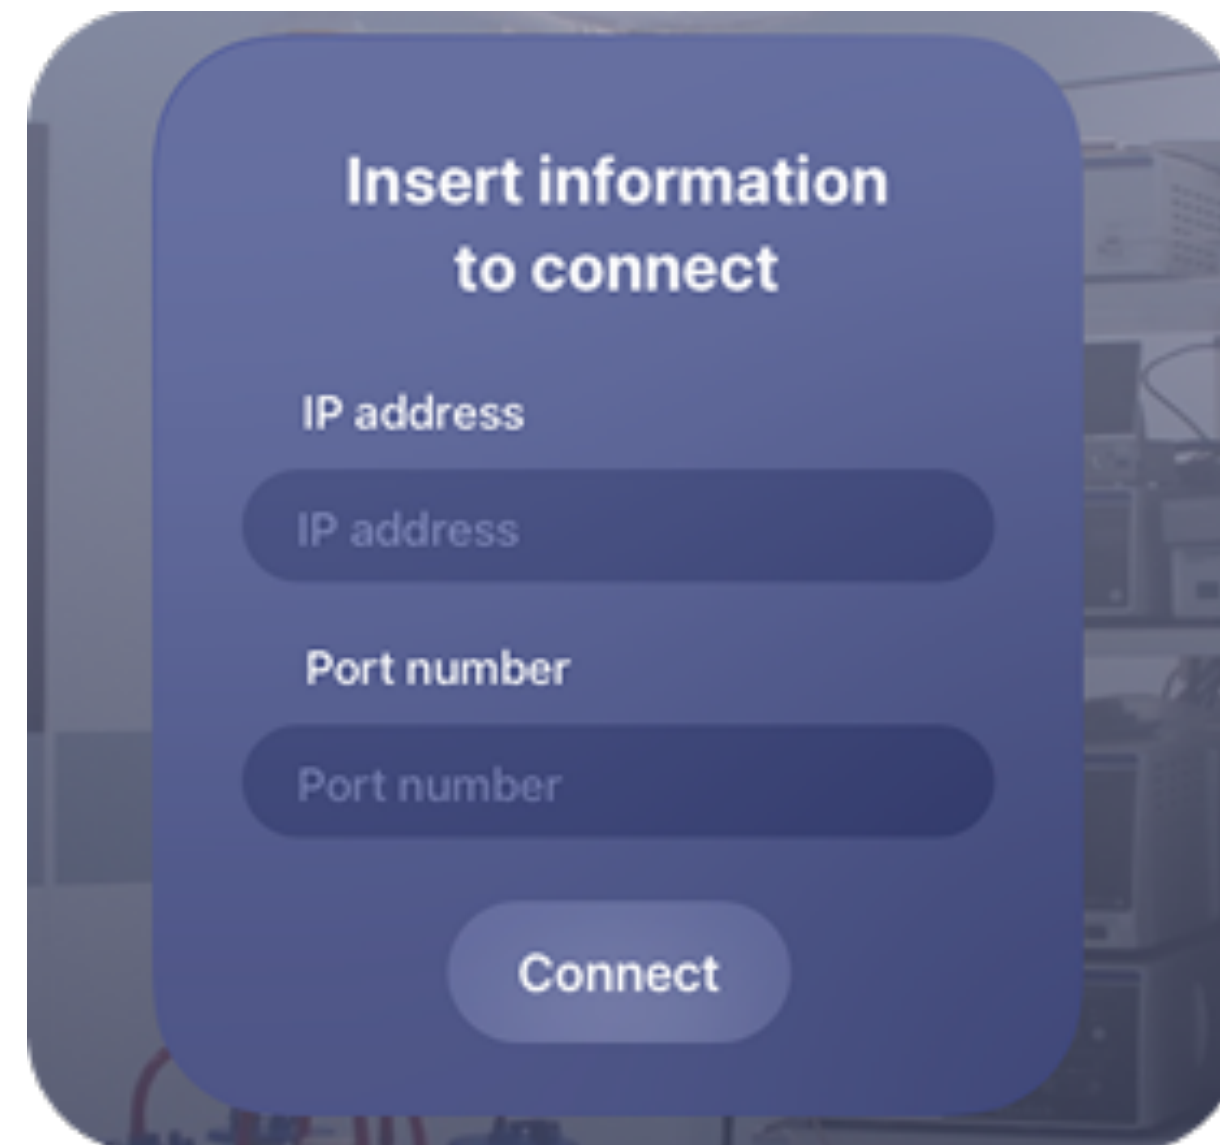 Insert information
to connect
IP address
IP address
Port number
Port number
Connect